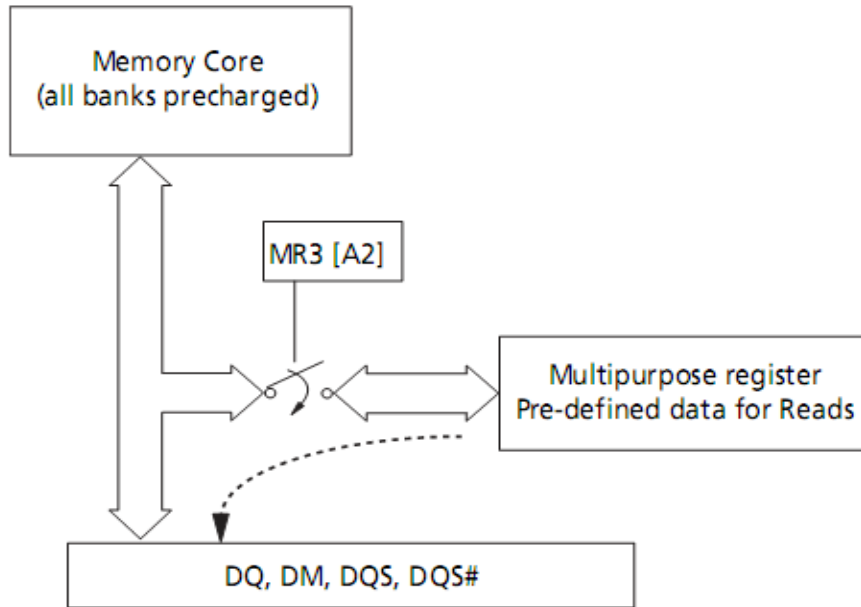 Memory Core
(all banks precharged)
MR3 [A2]
Multipurpose register
Pre-defined data for Reads
DQ, DM, DQS, DQS#